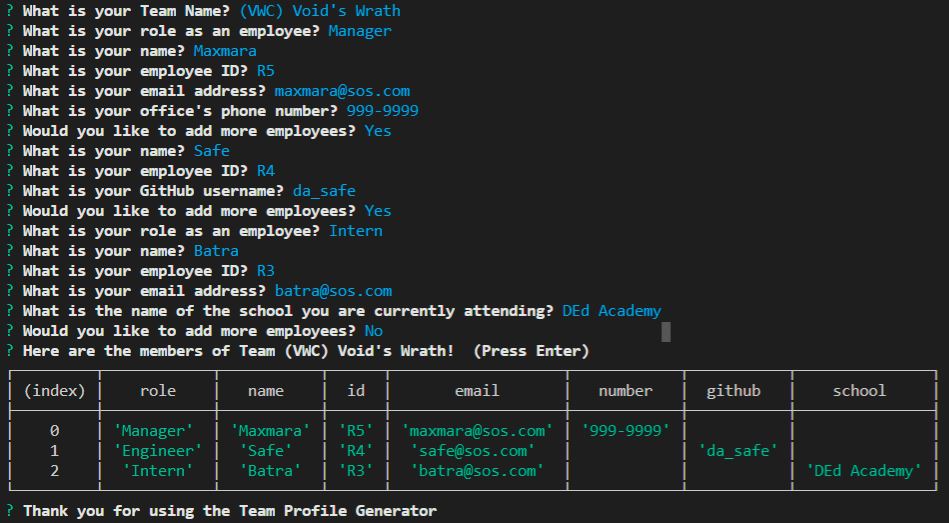 ? What is your Team Name? (VWC) Void's Wrath
? What is your role as an employee? Manager
? What is your name? Maxmara
? What is your employee ID? R5
? What is your email address? maxmara@sos.com
? What is your office's phone number? 999-9999
? Would you like to add more employees? Yes
? What is your name? Safe
? What is your employee ID? R4
? What is your GitHub username? da_safe
? Would you like to add more employees? Yes
? What is your role as an employee? Intern
? What is your name? Batra
? What is your employee ID? R3
? What is your email address? batra@sos.com
? What is the name of the school you are currently attending? DEd Academy
? Would you like to add more employees? No
? Here are the members of Team (VWC) Void's Wrath!  (Press Enter)
(index) role name id email number github school
0 'Manager' 'Maxmara' 'R5' 'maxmara@sos.com' '999-9999'
1 'Engineer' 'Safe' 'R4' 'safe@sos.com' 'da_safe'
2 'Intern' 'Batra' 'R3' 'batra@sos.com' 'DEd Academy'
? Thank you for using the Team Profile Generator